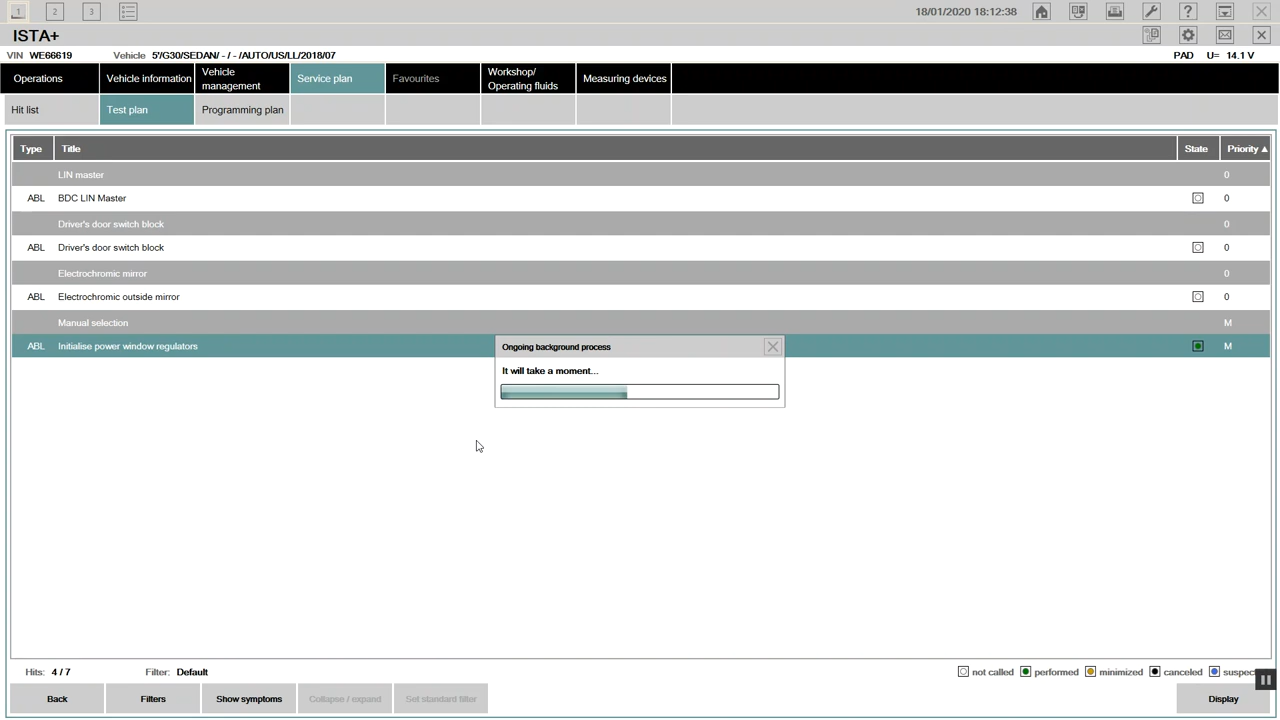 1 2 3 18/01/2020 18:12:38 ?
ISTA+
VIN WE66619 Vehicle 5'/G30/SEDAN/ - / - /AUTO/US/LL/2018/07 PAD U= 14.1 V
Operations Vehicle information Vehicle management Service plan Favourites Workshop/ Operating fluids Measuring devices
Hit list Test plan Programming plan
Type Title State Priority ▲
LIN master 0
ABL BDC LIN Master 0
Driver's door switch block 0
ABL Driver's door switch block 0
Electrochromic mirror 0
ABL Electrochromic outside mirror 0
Manual selection M
ABL Initialise power window regulators M
Ongoing background process
It will take a moment...
Hits: 4 / 7 Filter: Default not called performed minimized canceled suspec
Back Filters Show symptoms Collapse / expand Set standard filter Display